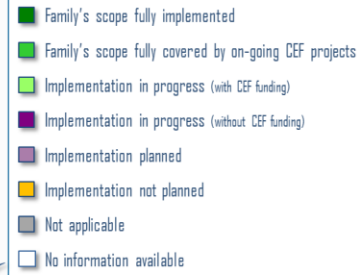 Family's scope fully implemented
Family's scope fully covered by on-going CEF projects
Implementation in progress (with CEF funding)
Implementation in progress (without CEF funding)
Implementation planned
Implementation not planned
Not applicable
No information available